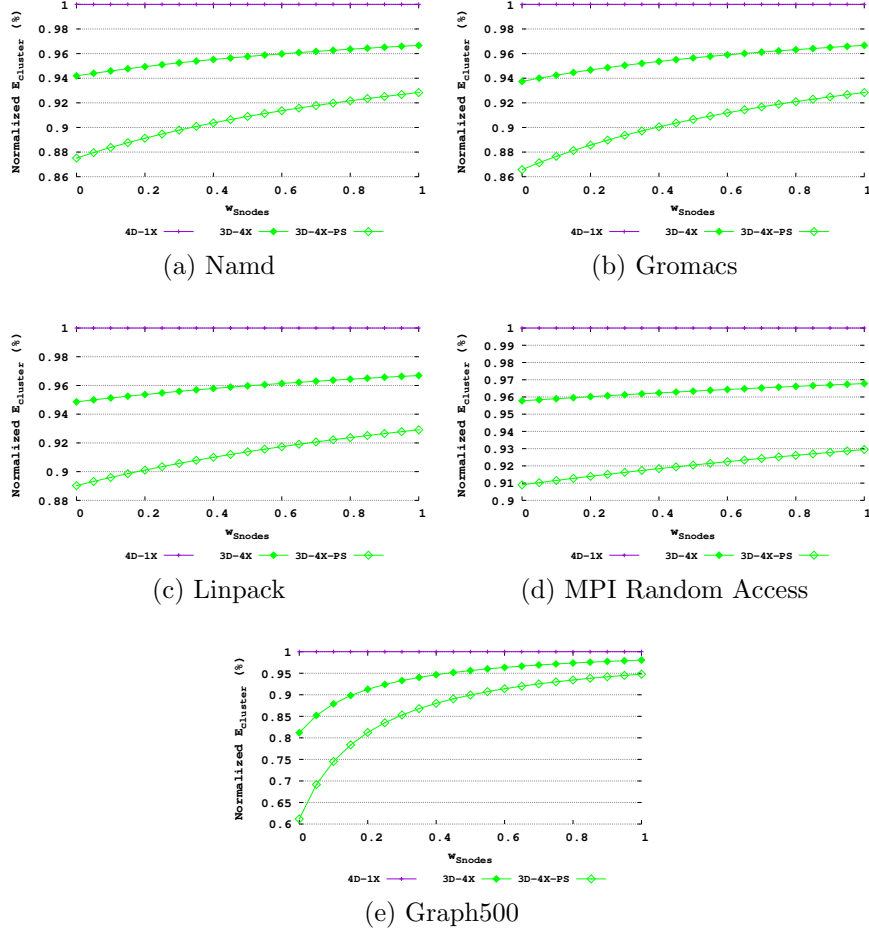 1
0.98
0.96
0.94
0.92
0.9
0.88
0.86
Normalized E_cluster (%)
0 0.2 0.4 0.6 0.8 1
w_Snodes
4D-1X 3D-4X 3D-4X-PS
(a) Namd
1
0.98
0.96
0.94
0.92
0.9
0.88
0.86
Normalized E_cluster (%)
0 0.2 0.4 0.6 0.8 1
w_Snodes
4D-1X 3D-4X 3D-4X-PS
(b) Gromacs
1
0.98
0.96
0.94
0.92
0.9
0.88
Normalized E_cluster (%)
0 0.2 0.4 0.6 0.8 1
w_Snodes
4D-1X 3D-4X 3D-4X-PS
(c) Linpack
1
0.99
0.98
0.97
0.96
0.95
0.94
0.93
0.92
0.91
0.9
Normalized E_cluster (%)
0 0.2 0.4 0.6 0.8 1
w_Snodes
4D-1X 3D-4X 3D-4X-PS
(d) MPI Random Access
1
0.95
0.9
0.85
0.8
0.75
0.7
0.65
0.6
Normalized E_cluster (%)
0 0.2 0.4 0.6 0.8 1
w_Snodes
4D-1X 3D-4X 3D-4X-PS
(e) Graph500